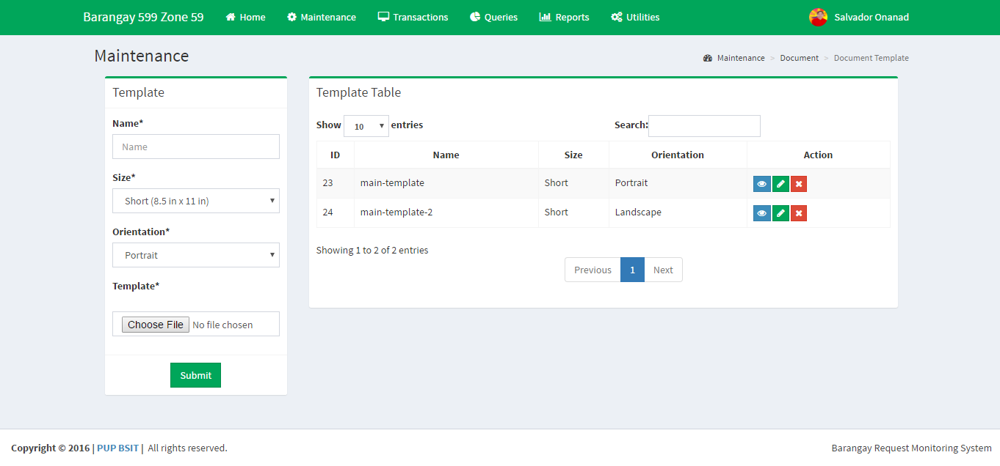 Barangay 599 Zone 59 Home Maintenance Transactions Queries Reports Utilities Salvador Onanad
Maintenance
Maintenance > Document > Document Template
Template
Name*
Name
Size*
Short (8.5 in x 11 in)
Orientation*
Portrait
Template*
Choose File No file chosen
Submit
Template Table
Show 10 entries Search:
ID Name Size Orientation Action
23 main-template Short Portrait
24 main-template-2 Short Landscape
Showing 1 to 2 of 2 entries
Previous 1 Next
Copyright © 2016 | PUP BSIT | All rights reserved. Barangay Request Monitoring System